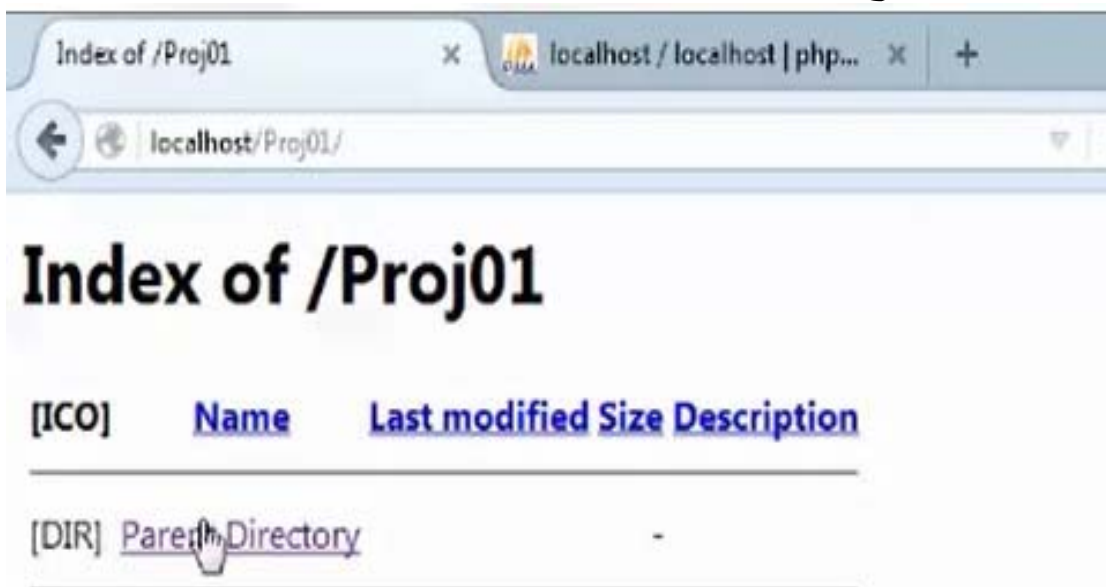 Index of /Proj01 localhost / localhost | php...
localhost/Proj01/
Index of /Proj01
[ICO] Name Last modified Size Description
[DIR] Parent Directory -